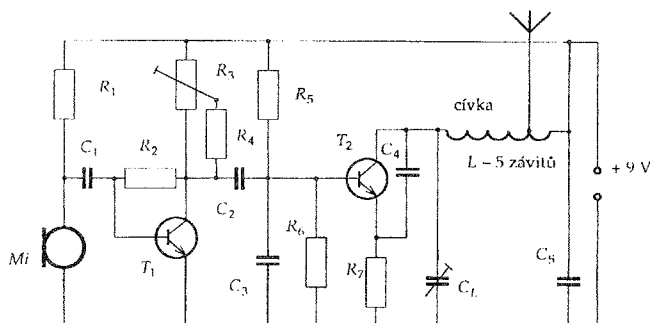 R1
R3
R5
R4
cívka
C1
R2
T2
C4
L – 5 závitů
+ 9 V
C2
Mi
T1
C3
R6
R7
CL
C5